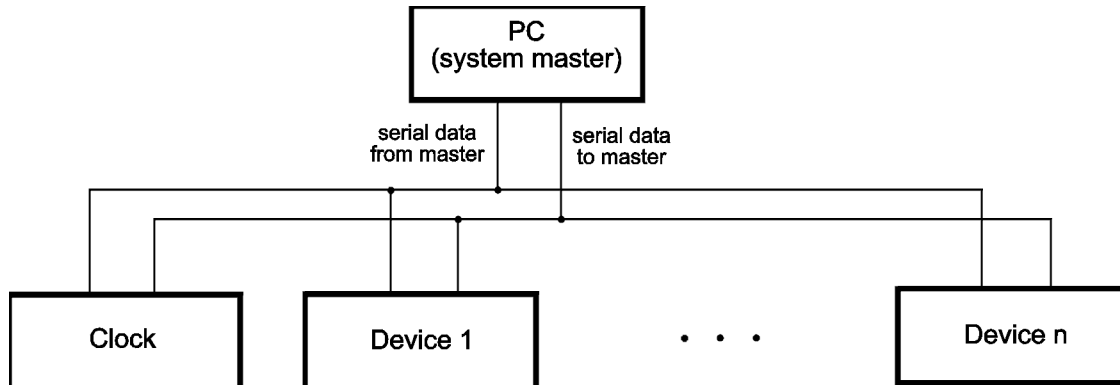 PC
(system master)
serial data
from master
serial data
to master
Clock
Device 1
. . .
Device n